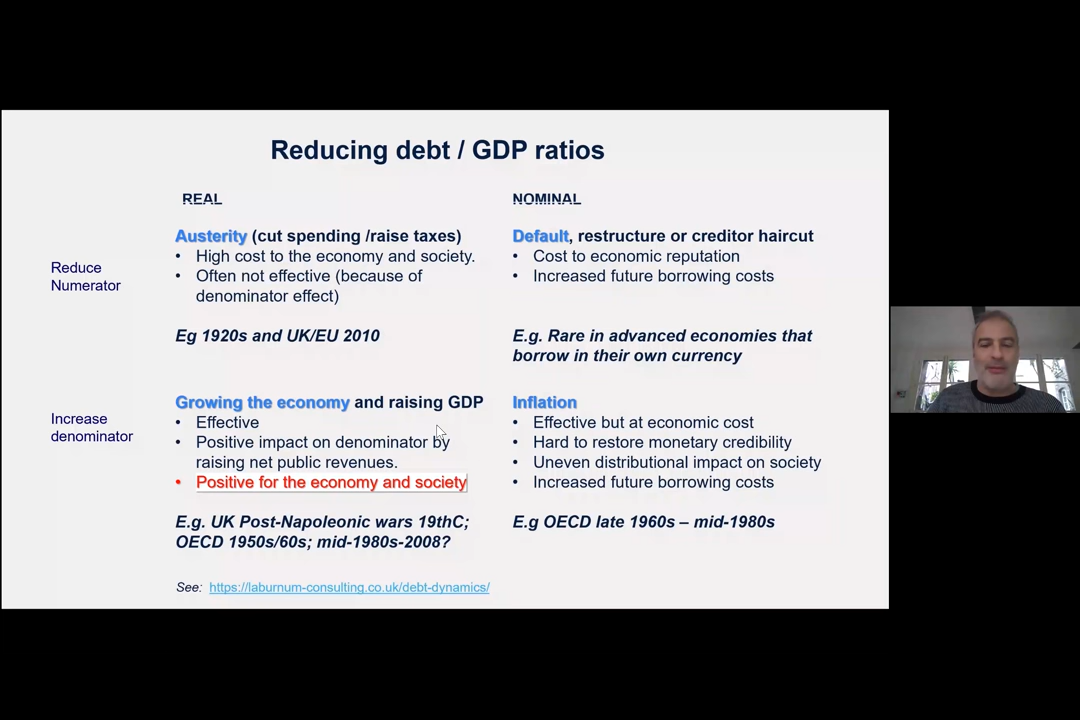 Reducing debt / GDP ratios
REAL
NOMINAL
Reduce
Numerator
Austerity (cut spending /raise taxes)
• High cost to the economy and society.
• Often not effective (because of
denominator effect)
Eg 1920s and UK/EU 2010
Default, restructure or creditor haircut
• Cost to economic reputation
• Increased future borrowing costs
E.g. Rare in advanced economies that
borrow in their own currency
Increase
denominator
Growing the economy and raising GDP
• Effective
• Positive impact on denominator by
raising net public revenues.
• Positive for the economy and society
E.g. UK Post-Napoleonic wars 19thC;
OECD 1950s/60s; mid-1980s-2008?
Inflation
• Effective but at economic cost
• Hard to restore monetary credibility
• Uneven distributional impact on society
• Increased future borrowing costs
E.g OECD late 1960s – mid-1980s
See: https://laburnum-consulting.co.uk/debt-dynamics/